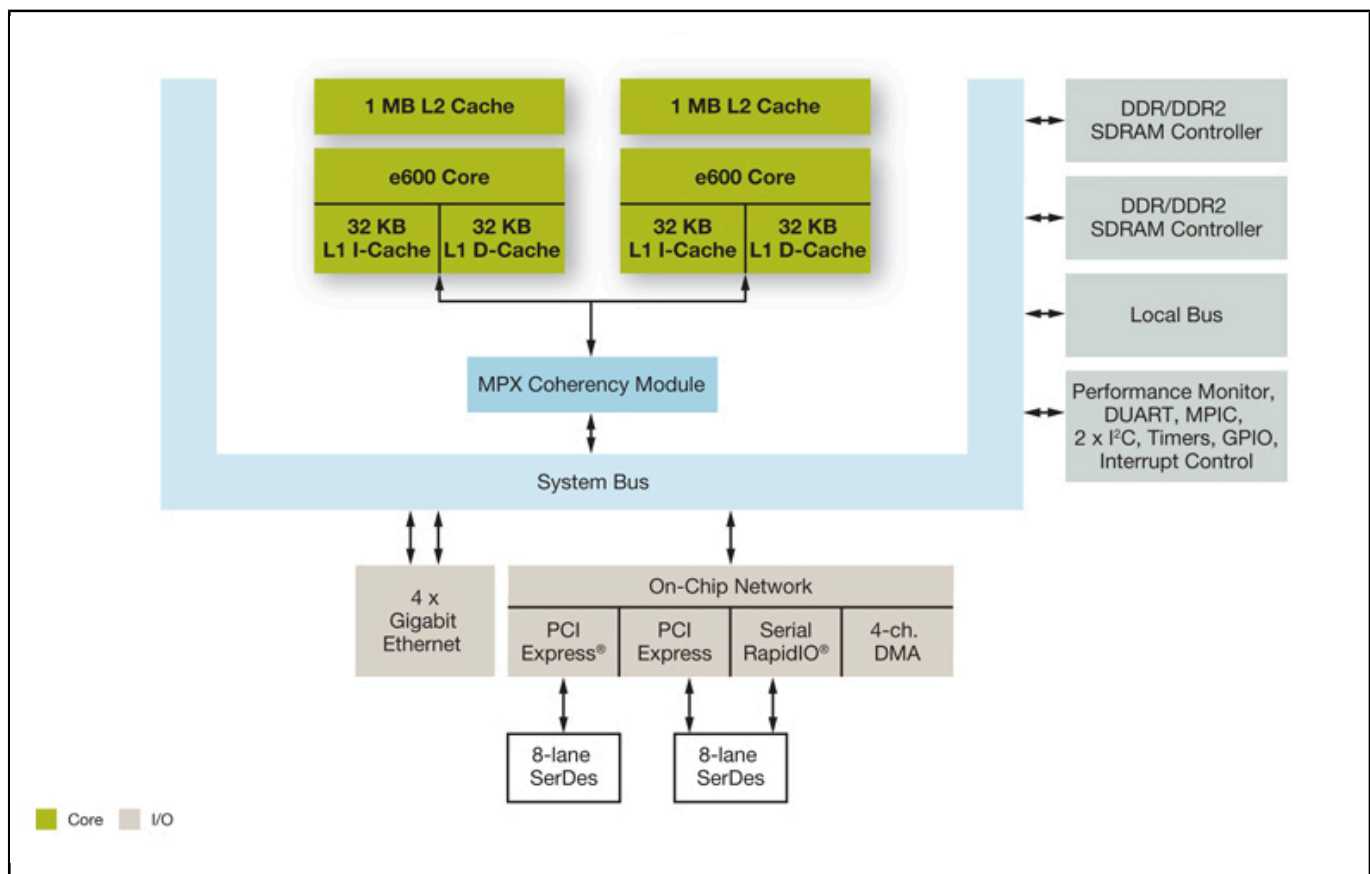 1 MB L2 Cache
1 MB L2 Cache
e600 Core
e600 Core
32 KB
L1 I-Cache
32 KB
L1 D-Cache
32 KB
L1 I-Cache
32 KB
L1 D-Cache
MPX Coherency Module
System Bus
DDR/DDR2
SDRAM Controller
DDR/DDR2
SDRAM Controller
Local Bus
Performance Monitor,
DUART, MPIC,
2 x I²C, Timers, GPIO,
Interrupt Control
4 x
Gigabit
Ethernet
On-Chip Network
PCI
Express®
PCI
Express
Serial
RapidIO®
4-ch.
DMA
8-lane
SerDes
8-lane
SerDes
Core
I/O